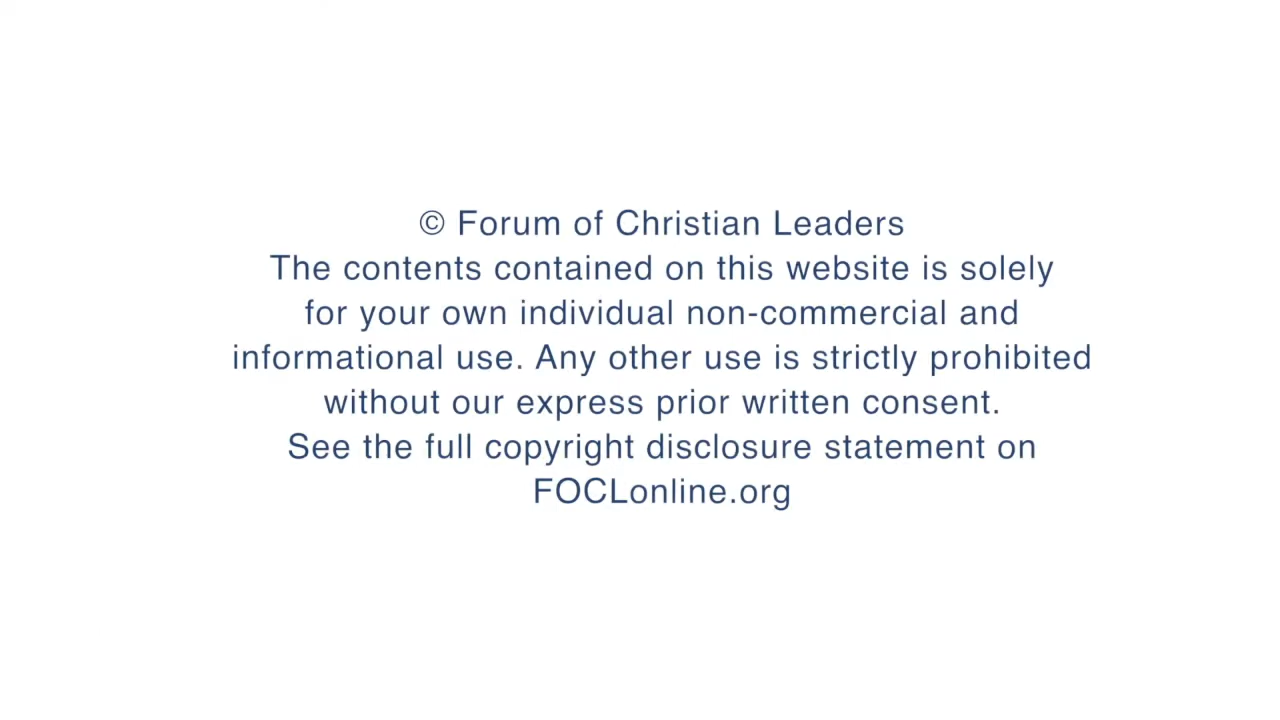 © Forum of Christian Leaders
The contents contained on this website is solely
for your own individual non-commercial and
informational use. Any other use is strictly prohibited
without our express prior written consent.
See the full copyright disclosure statement on
FOCLonline.org